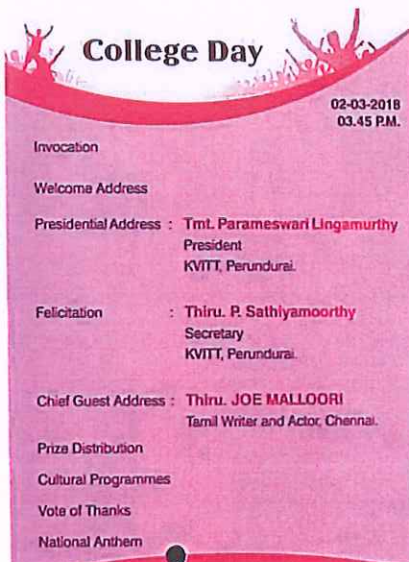 College Day
02-03-2018
03.45 P.M.
Invocation
Welcome Address
Presidential Address : Tmt. Parameswari Lingamurthy
President
KVITT, Perundurai.
Felicitation : Thiru. P. Sathiyamoorthy
Secretary
KVITT, Perundurai.
Chief Guest Address : Thiru. JOE MALLOORI
Tamil Writer and Actor, Chennai.
Prize Distribution
Cultural Programmes
Vote of Thanks
National Anthem